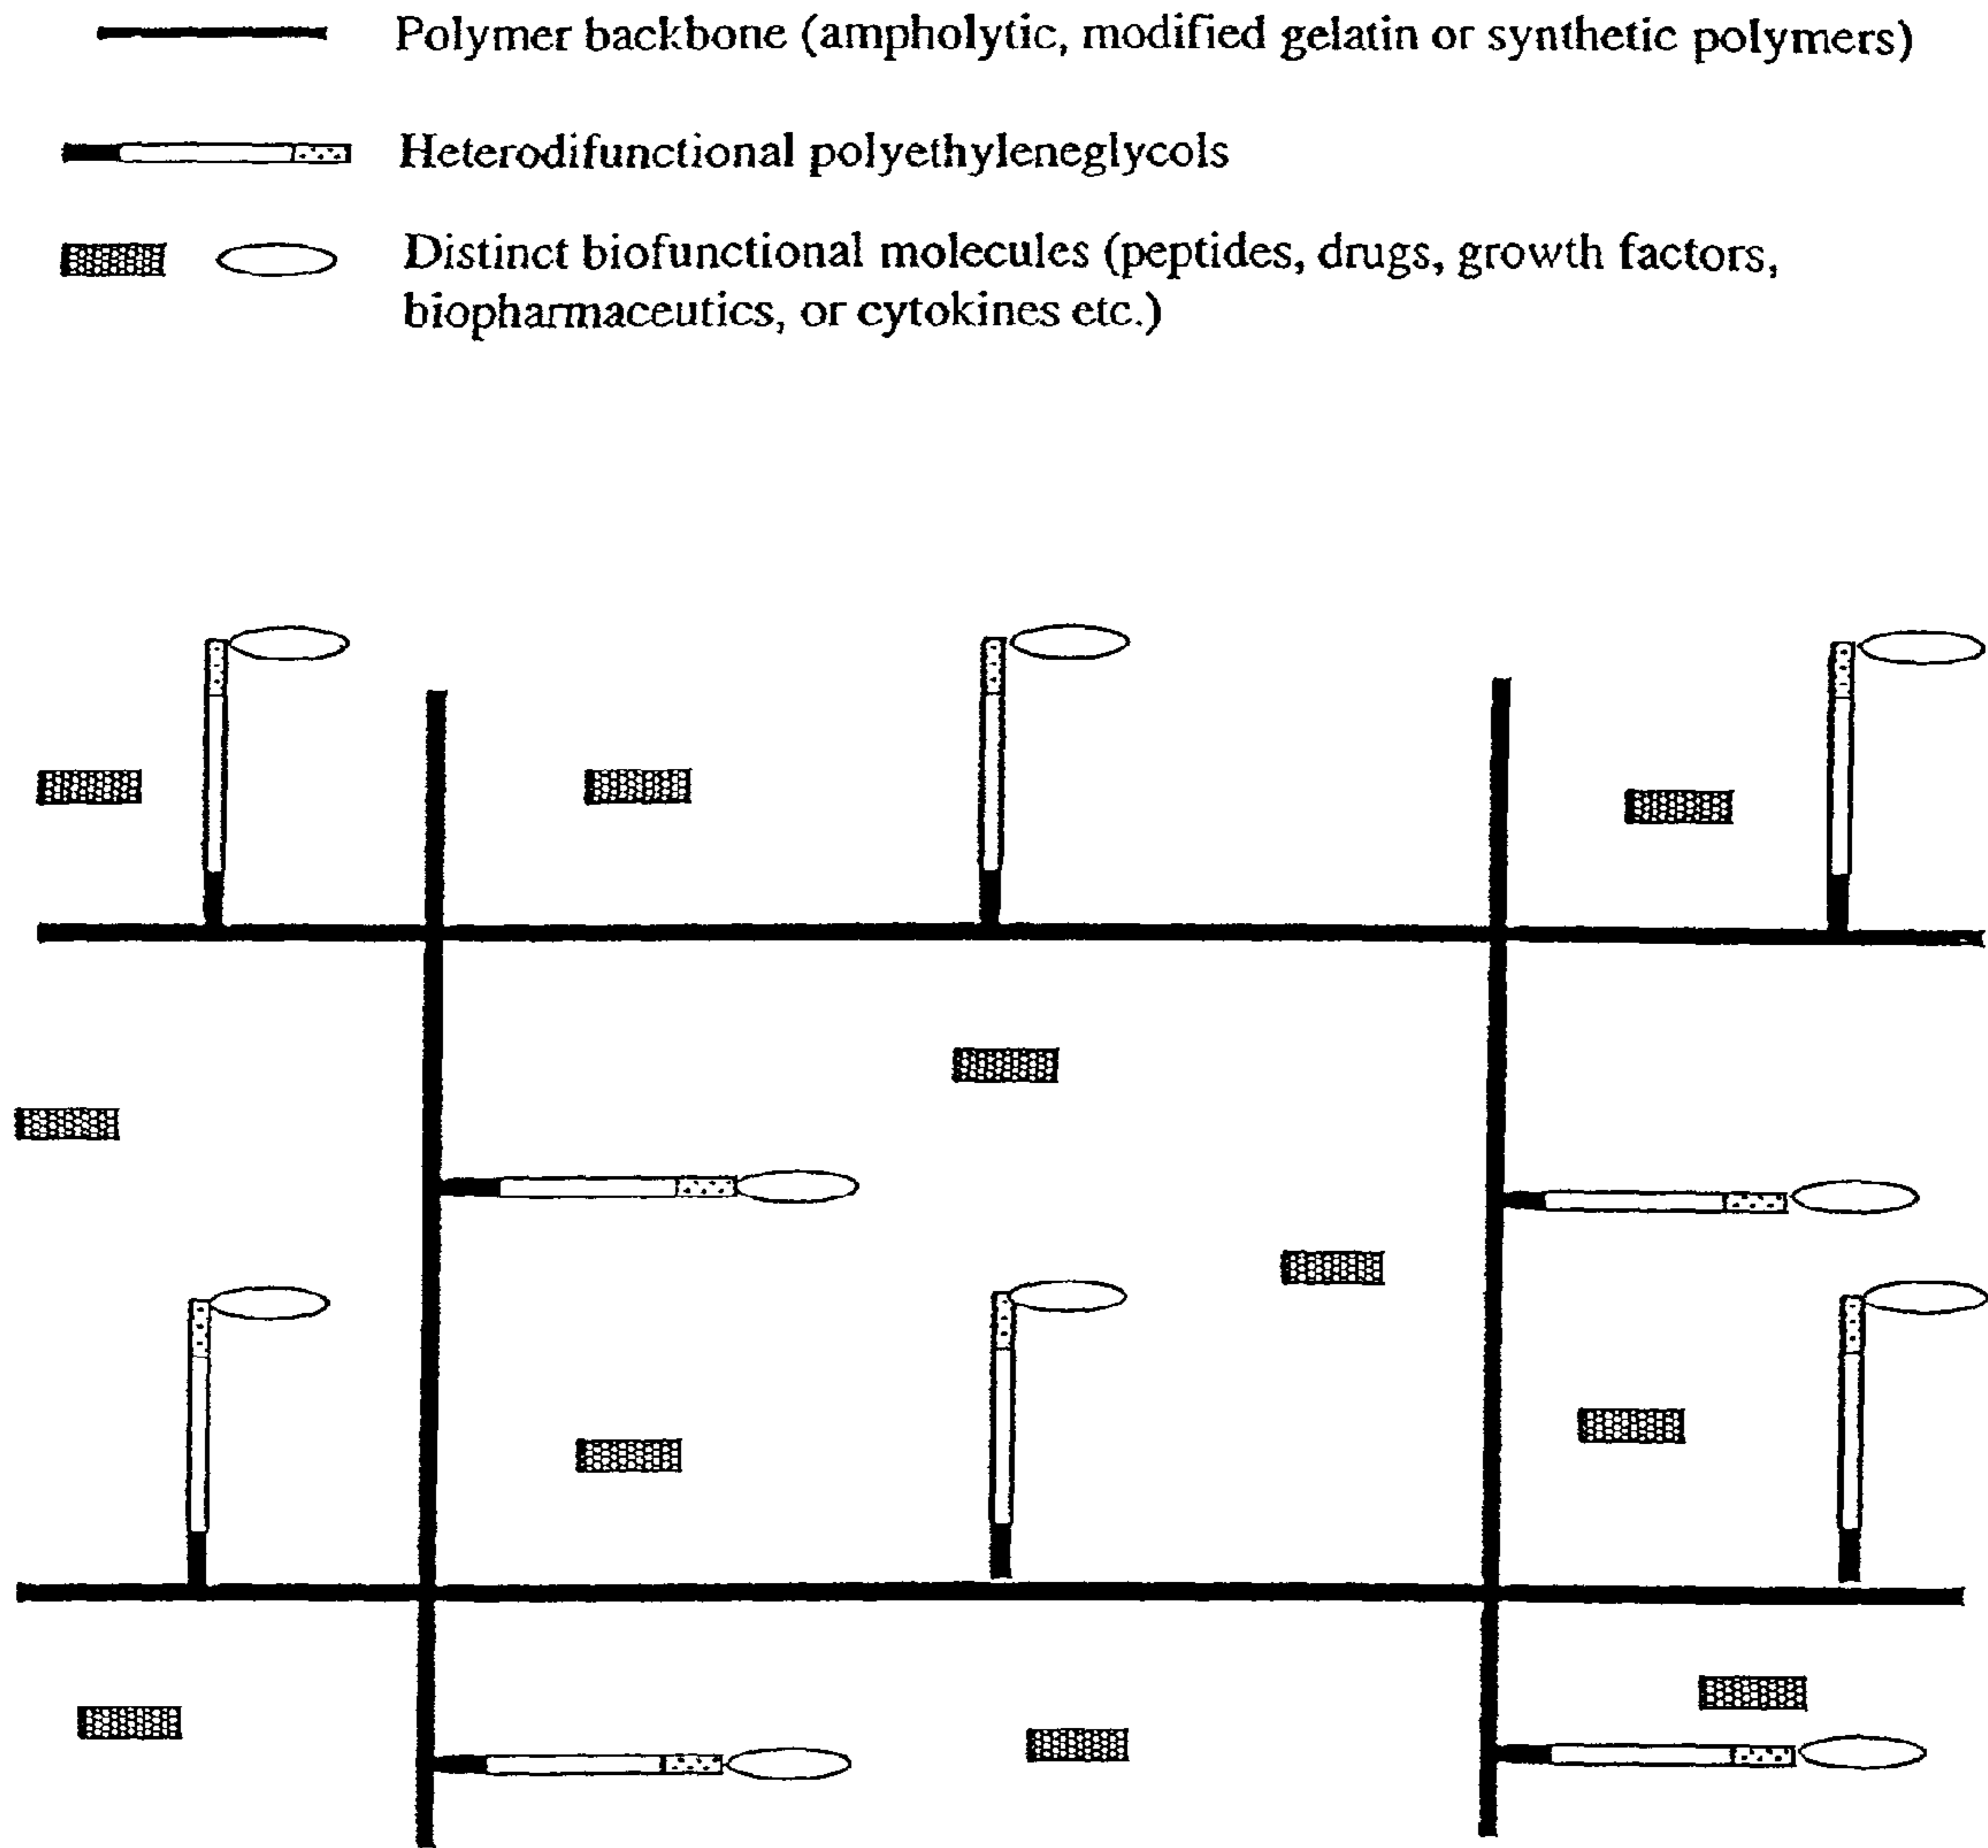 Polymer backbone (ampholytic, modified gelatin or synthetic polymers)
Heterodifunctional polyethyleneglycols
Distinct biofunctional molecules (peptides, drugs, growth factors,
biopharmaceutics, or cytokines etc.)